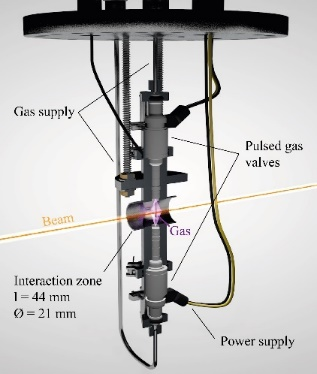 Gas supply
Pulsed gas
valves
Beam
Gas
Interaction zone
l = 44 mm
Ø = 21 mm
Power supply